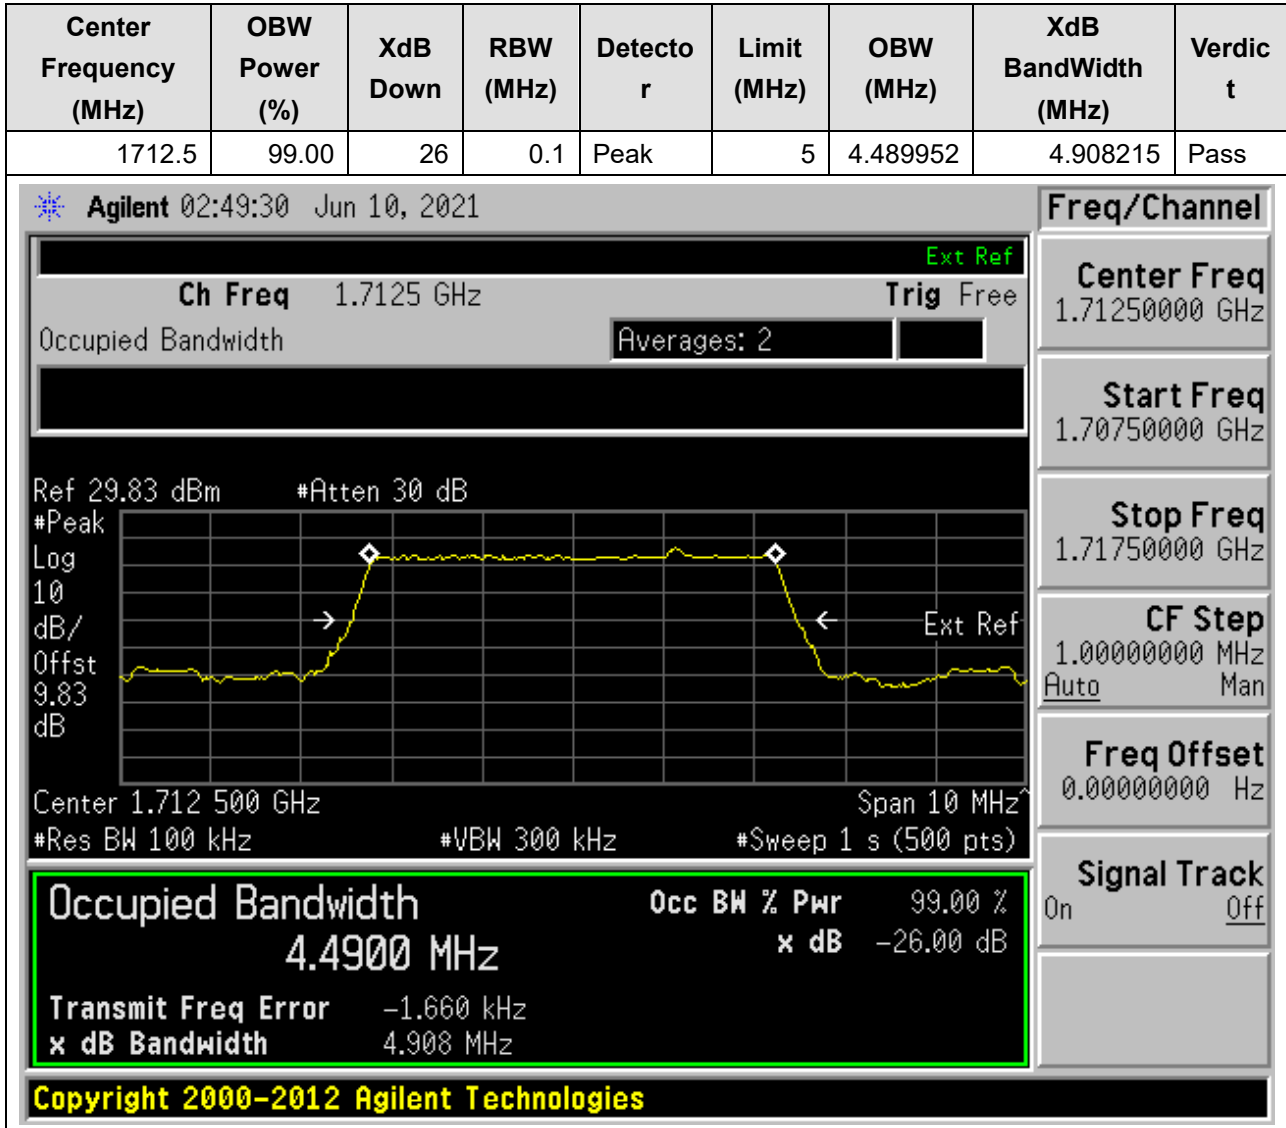 Center Frequency (MHz) OBW Power (%) XdB Down RBW (MHz) Detecto r Limit (MHz) OBW (MHz) XdB BandWidth (MHz) Verdic t
1712.5 99.00 26 0.1 Peak 5 4.489952 4.908215 Pass
Agilent 02:49:30 Jun 10, 2021
Freq/Channel
Ext Ref
Ch Freq 1.7125 GHz Trig Free
Occupied Bandwidth Averages: 2
Center Freq
1.71250000 GHz
Start Freq
1.70750000 GHz
Stop Freq
1.71750000 GHz
CF Step
1.00000000 MHz
Auto Man
Freq Offset
0.00000000 Hz
Signal Track
On Off
Ref 29.83 dBm #Atten 30 dB
#Peak
Log
10
dB/
Offst
9.83
dB
Ext Ref
Center 1.712 500 GHz Span 10 MHz^
#Res BW 100 kHz #VBW 300 kHz #Sweep 1 s (500 pts)
Occupied Bandwidth Occ BW % Pwr 99.00 %
4.4900 MHz x dB -26.00 dB
Transmit Freq Error -1.660 kHz
x dB Bandwidth 4.908 MHz
Copyright 2000-2012 Agilent Technologies